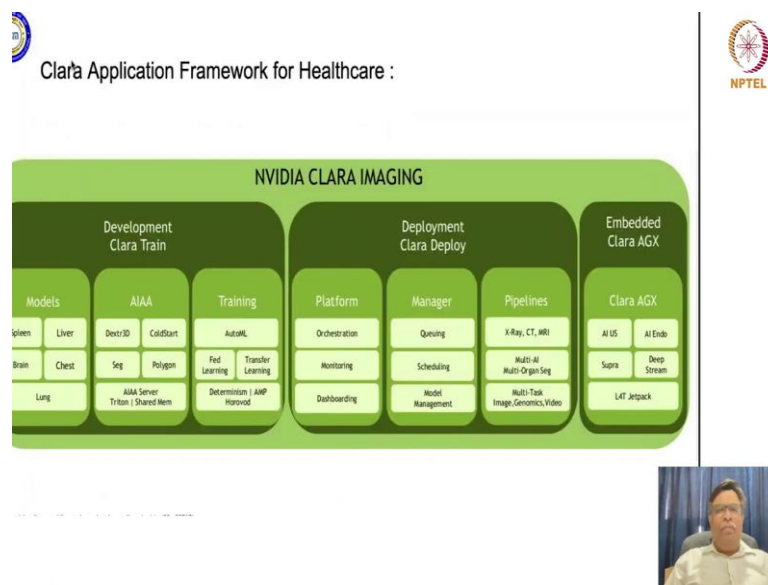 Clara Application Framework for Healthcare :
NPTEL
NVIDIA CLARA IMAGING
Development
Clara Train
Models
Liver
Brain
Chest
Lung
AIAA
Dextr3D
ColdStart
Seg
Polygon
AIAA Server
Triton | Shared Mem
Training
AutoML
Fed
Learning
Transfer
Learning
Determinism | AMP
Horovod
Deployment
Clara Deploy
Platform
Orchestration
Monitoring
Dashboarding
Manager
Queuing
Scheduling
Model
Management
Pipelines
X-Ray, CT, MRI
Multi-AI
Multi-Organ Seg
Multi-Task
Image,Genomics,Video
Embedded
Clara AGX
Clara AGX
AI US
AI Endo
Supra
Deep
Stream
L4T Jetpack